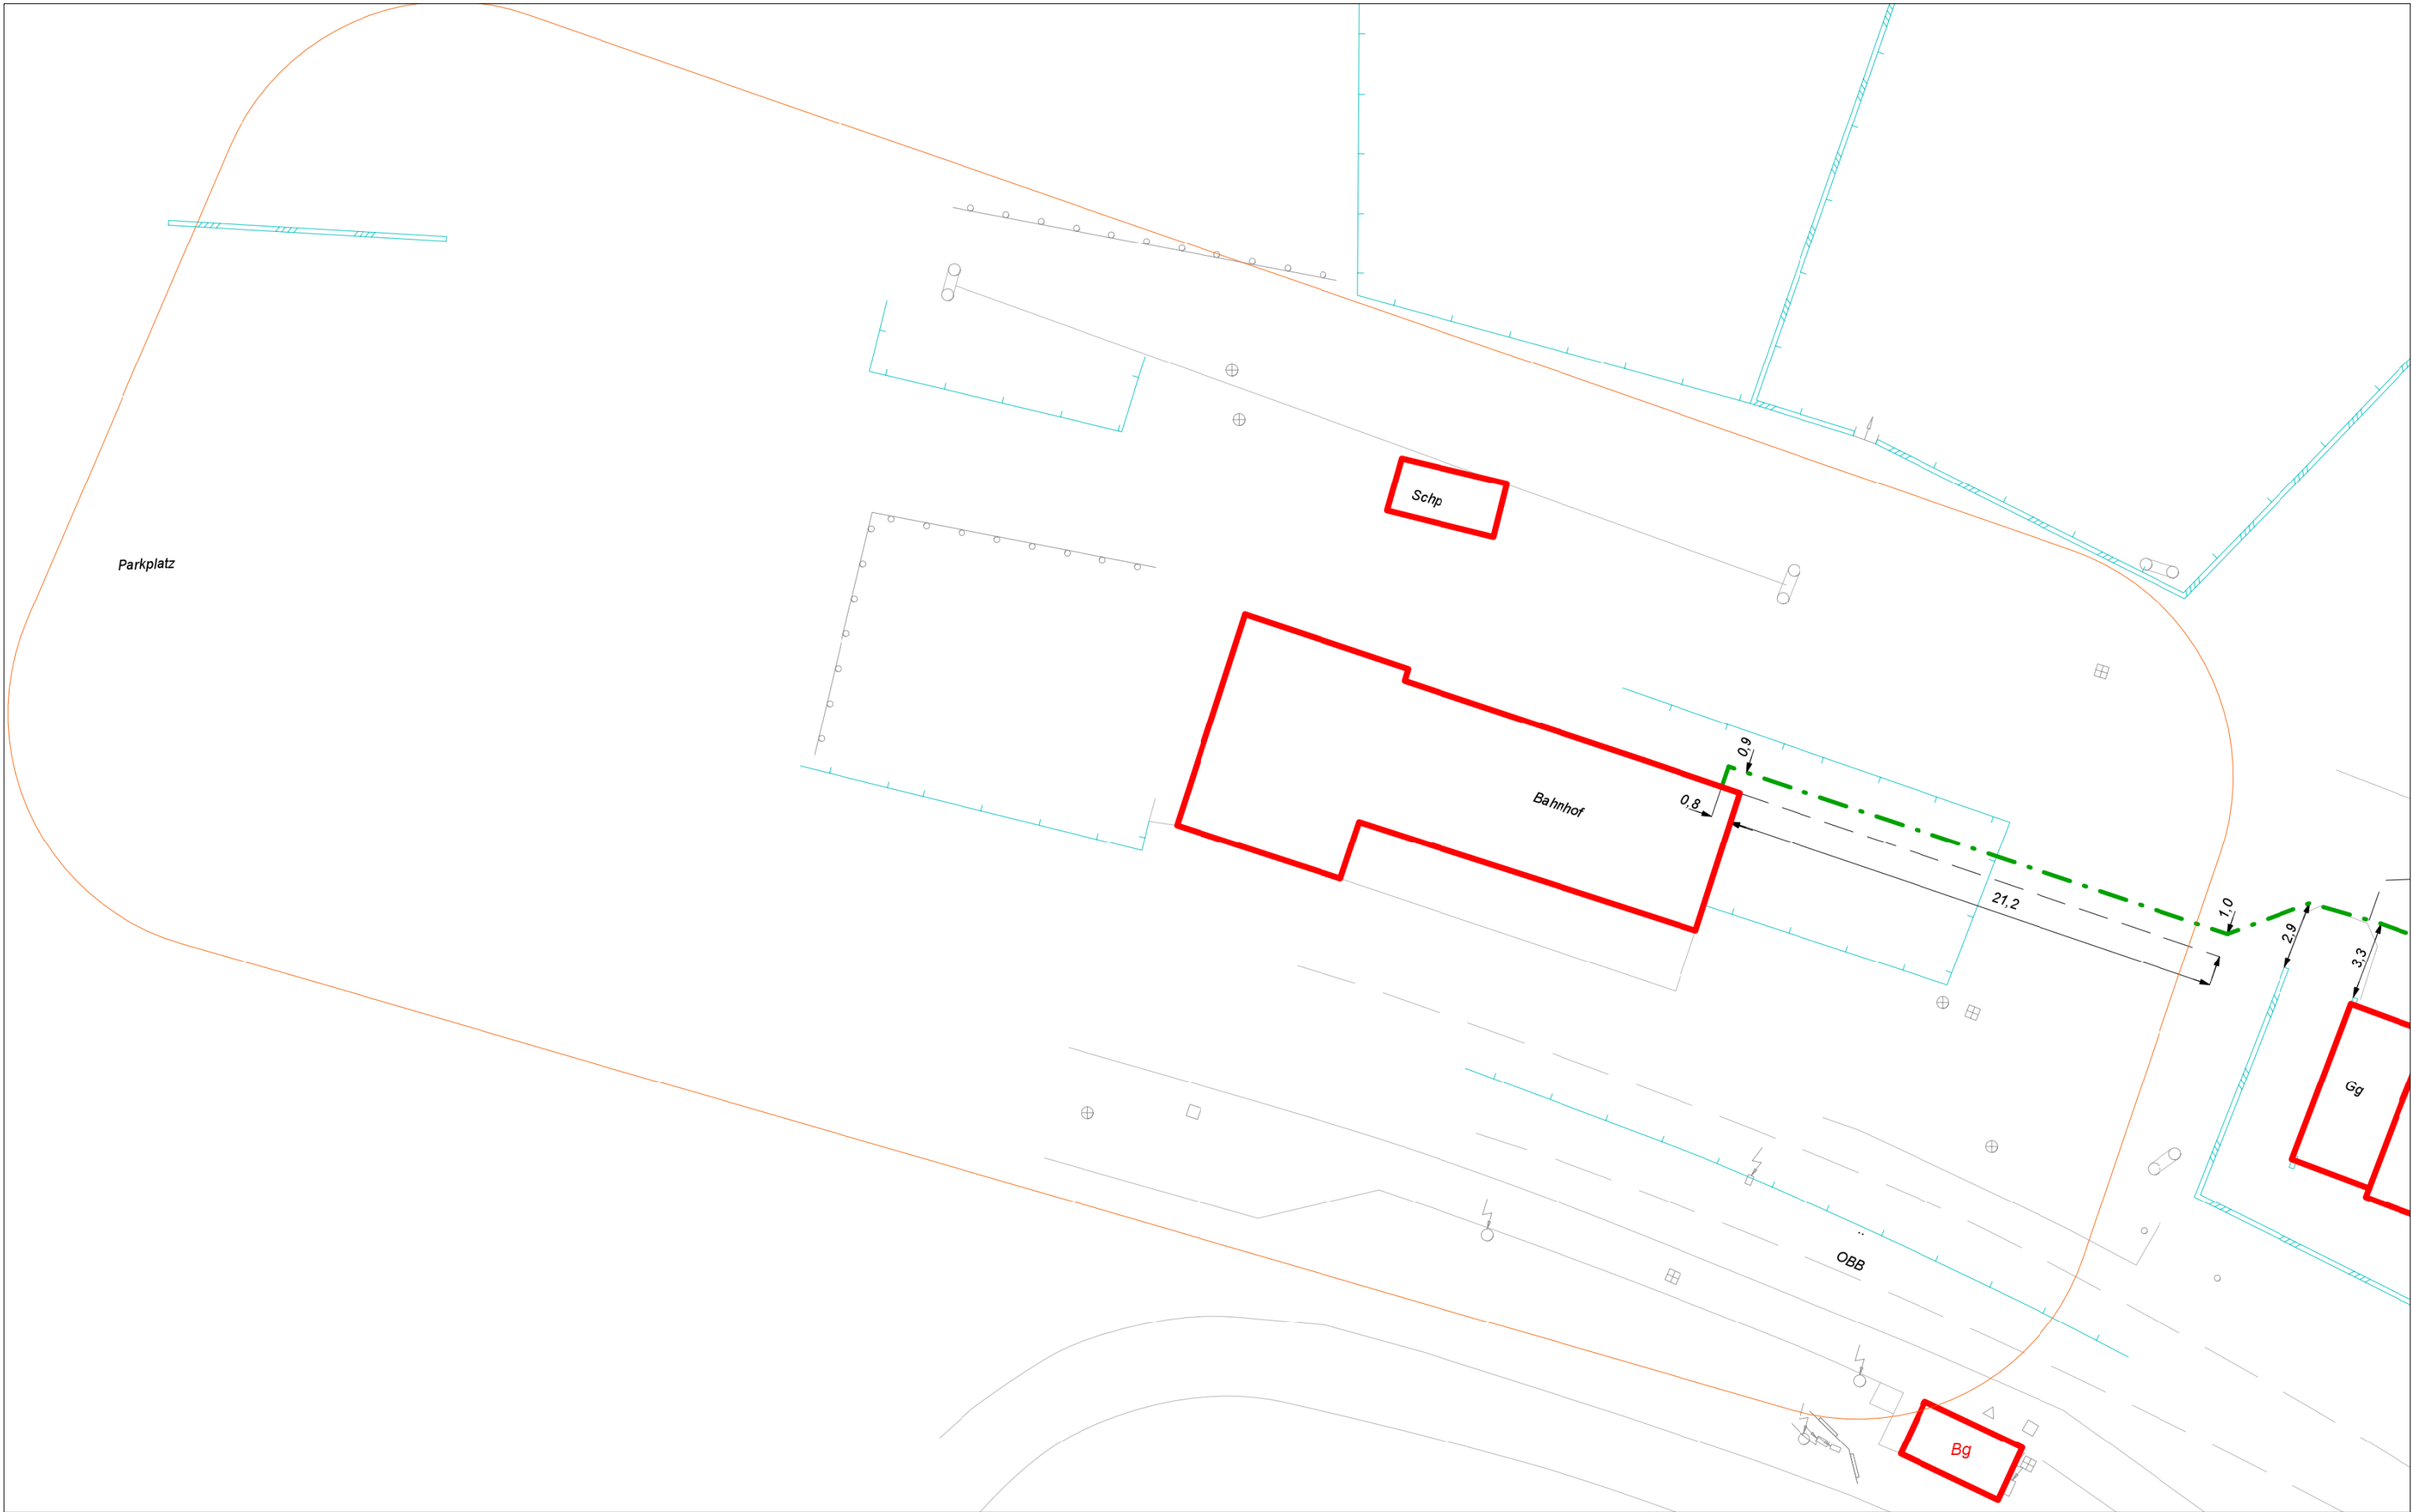 Schp
Parkplatz
0,9
0,8
Bahnhof
21,2
1,0
2,9
3,3
Gg
ÖBB
Bg